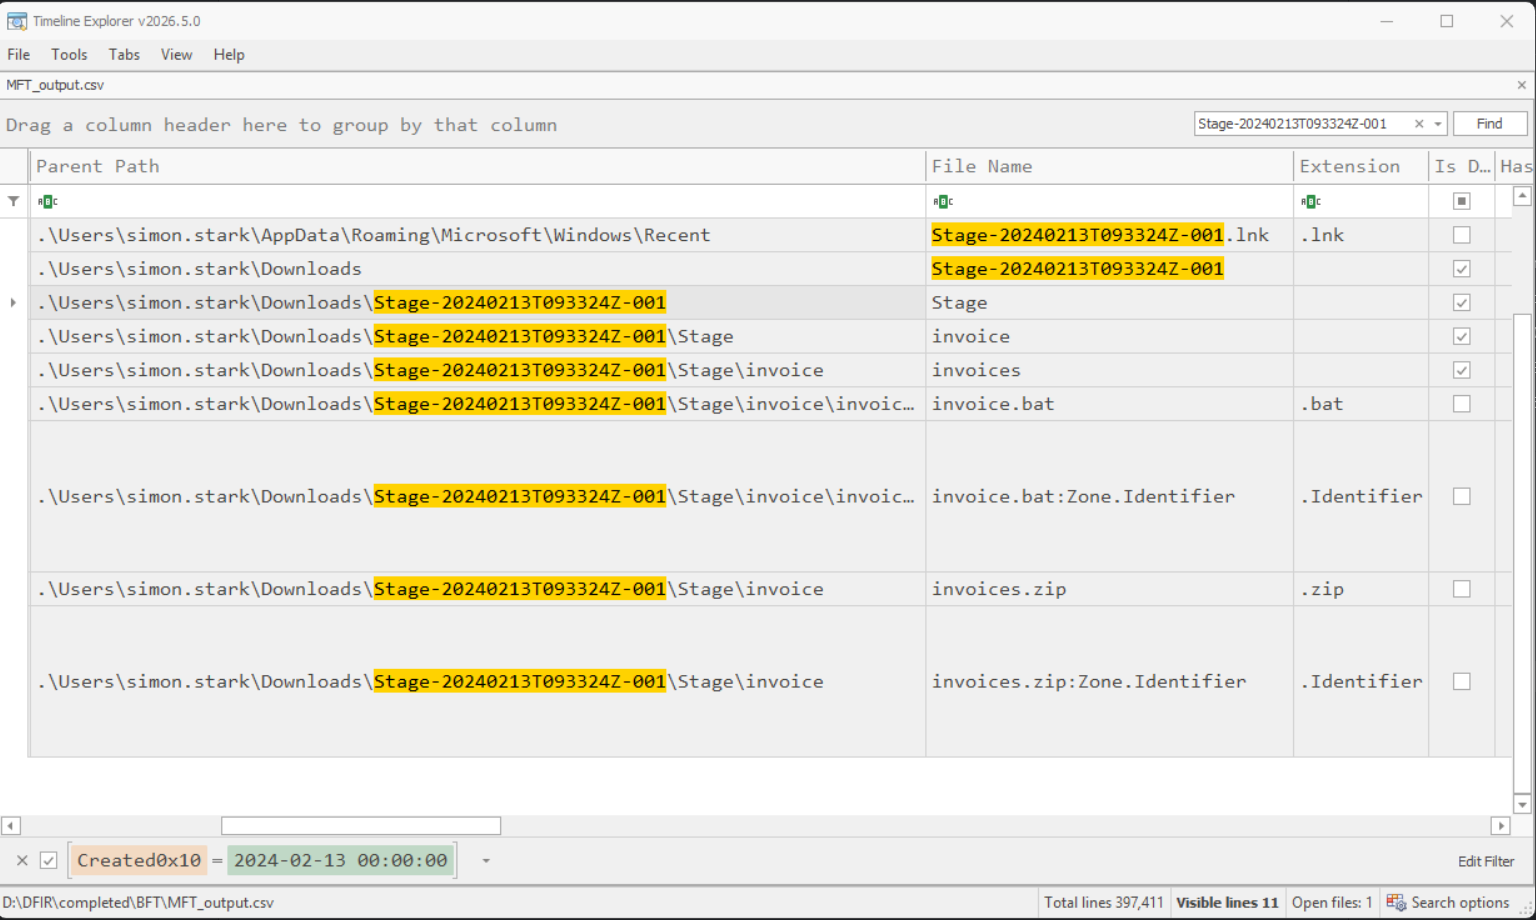 Timeline Explorer v2026.5.0
File Tools Tabs View Help
MFT_output.csv
Drag a column header here to group by that column
Stage-20240213T093324Z-001 Find
Parent Path File Name Extension Is D... Has
.\Users\simon.stark\AppData\Roaming\Microsoft\Windows\Recent Stage-20240213T093324Z-001.lnk .lnk
.\Users\simon.stark\Downloads Stage-20240213T093324Z-001
.\Users\simon.stark\Downloads\Stage-20240213T093324Z-001 Stage
.\Users\simon.stark\Downloads\Stage-20240213T093324Z-001\Stage invoice
.\Users\simon.stark\Downloads\Stage-20240213T093324Z-001\Stage\invoice invoices
.\Users\simon.stark\Downloads\Stage-20240213T093324Z-001\Stage\invoice\invoic... invoice.bat .bat
.\Users\simon.stark\Downloads\Stage-20240213T093324Z-001\Stage\invoice\invoic... invoice.bat:Zone.Identifier .Identifier
.\Users\simon.stark\Downloads\Stage-20240213T093324Z-001\Stage\invoice invoices.zip .zip
.\Users\simon.stark\Downloads\Stage-20240213T093324Z-001\Stage\invoice invoices.zip:Zone.Identifier .Identifier
Created0x10 = 2024-02-13 00:00:00 Edit Filter
D:\DFIR\completed\BFT\MFT_output.csv Total lines 397,411 Visible lines 11 Open files: 1 Search options